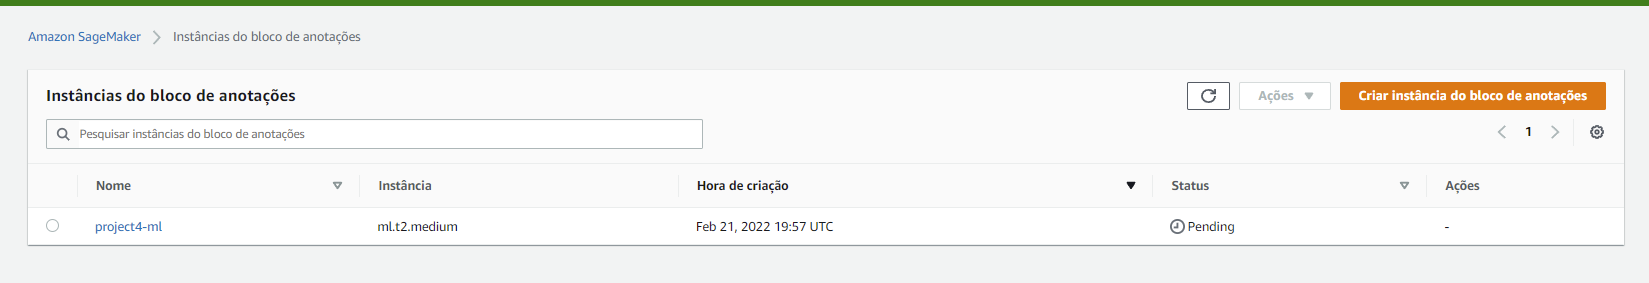 Amazon SageMaker > Instâncias do bloco de anotações
Instâncias do bloco de anotações
Ações
Criar instância do bloco de anotações
Pesquisar instâncias do bloco de anotações
1
Nome Instância Hora de criação Status Ações
project4-ml ml.t2.medium Feb 21, 2022 19:57 UTC Pending -